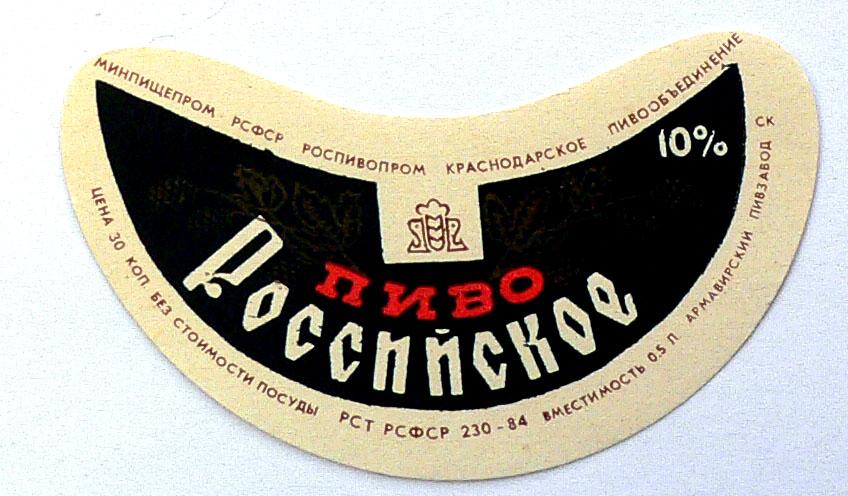 МИНПИЩЕПРОМ РСФСР РОСПИВОПРОМ КРАСНОДАРСКОЕ ПИВООБЪЕДИНЕНИЕ
10%
ПИВО
Российское
ЦЕНА 30 КОП. БЕЗ СТОИМОСТИ ПОСУДЫ РСТ РСФСР 230-84 ВМЕСТИМОСТЬ 0,5 Л АРМАВИРСКИЙ ПИВЗАВОД СК